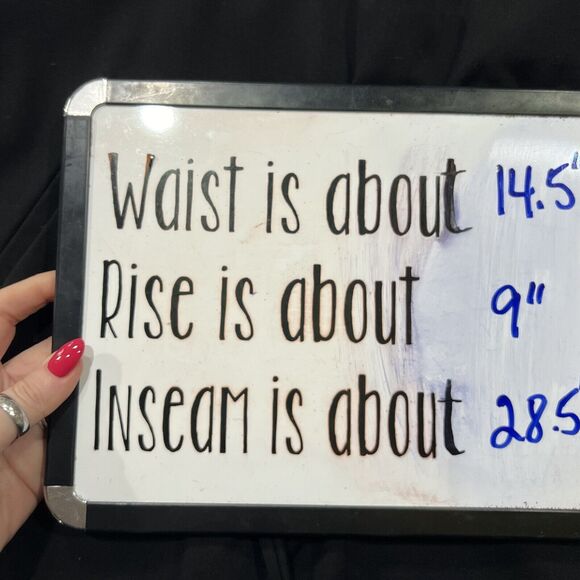 Waist is about 14.5"
Rise is about 9"
Inseam is about 28.5